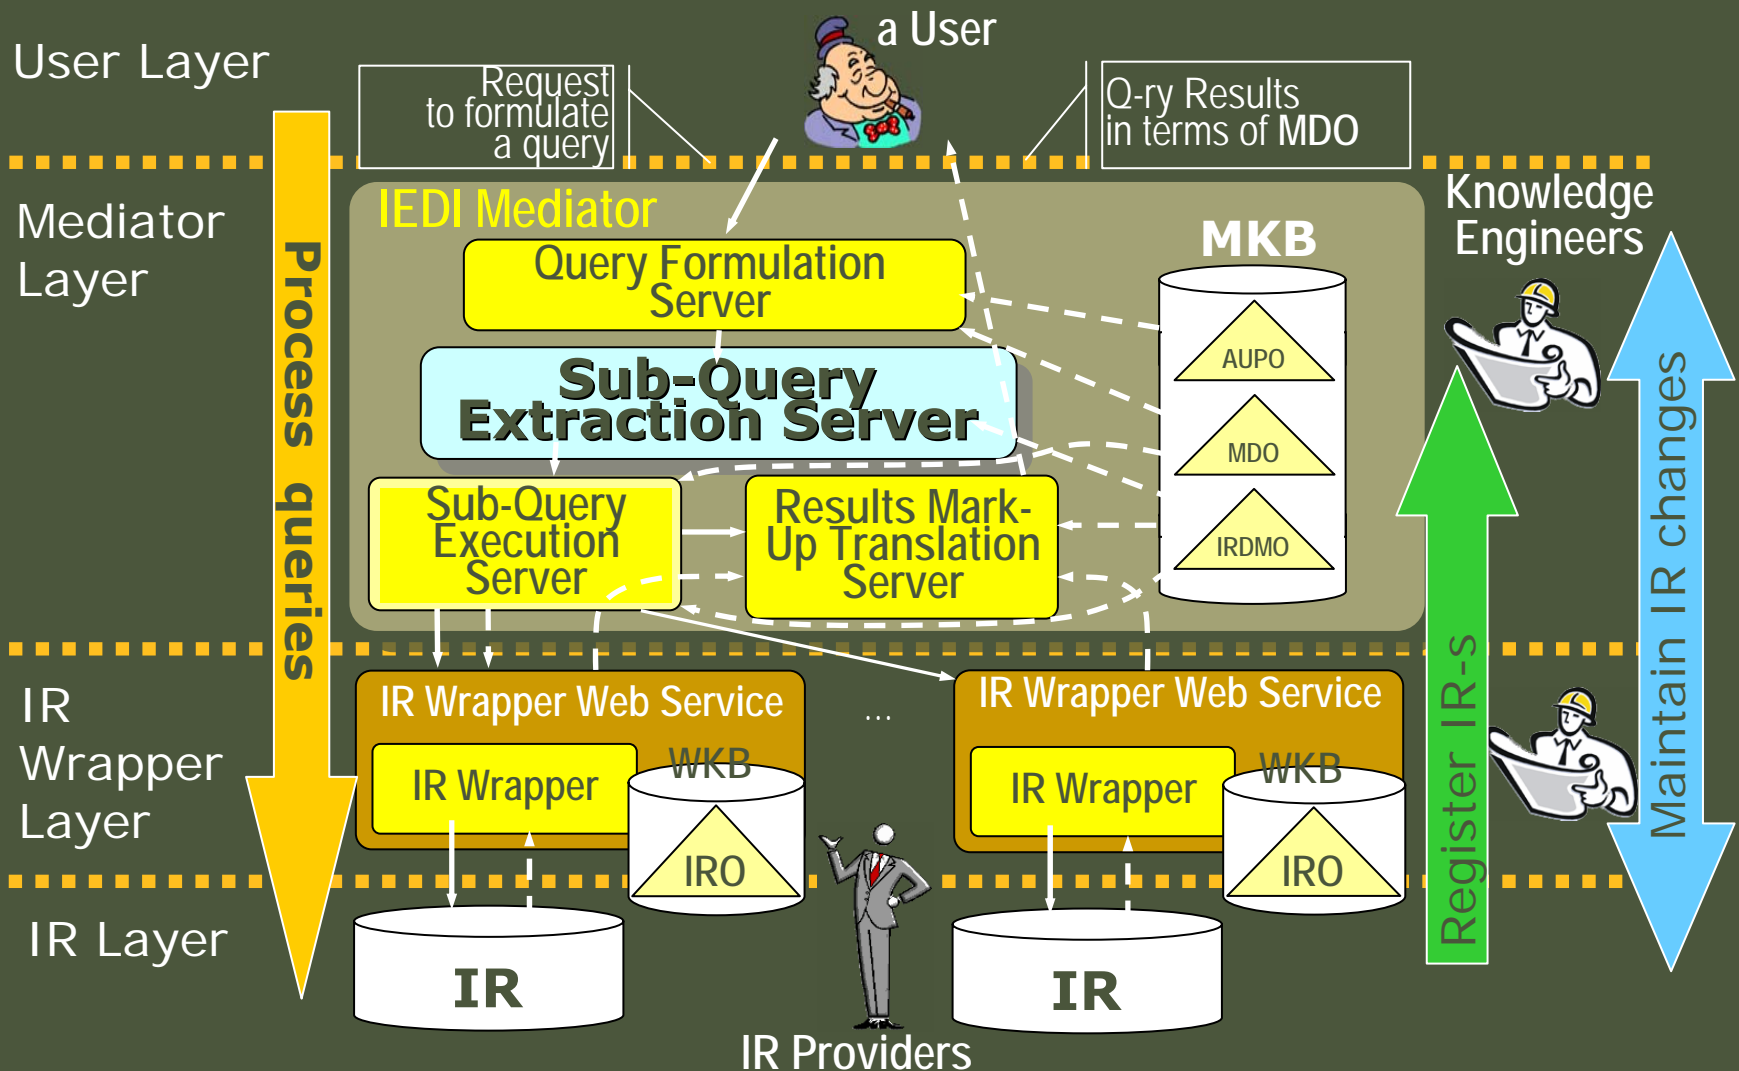 User Layer
Request
to formulate
a query
a User
Q-ry Results
in terms of MDO
Mediator
Layer
IEDI Mediator
Query Formulation
Server
Sub-Query
Extraction Server
Sub-Query
Execution
Server
Results Mark-
Up Translation
Server
MKB
AUPO
MDO
IRDMO
Knowledge
Engineers
Process queries
Register IR-s
Maintain IR changes
IR
Wrapper
Layer
IR Wrapper Web Service
IR Wrapper
WKB
IRO
...
IR Wrapper Web Service
IR Wrapper
WKB
IRO
IR Layer
IR
IR
IR Providers